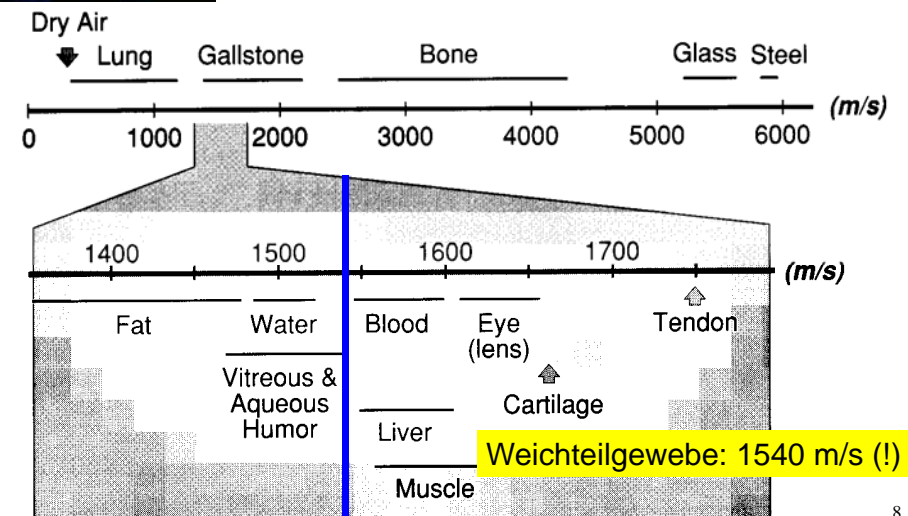 Dry Air
Lung Gallstone Bone Glass Steel
(m/s)
0 1000 2000 3000 4000 5000 6000
1400 1500 1600 1700
(m/s)
Fat Water Blood Eye Tendon
(lens)
Vitreous &
Aqueous
Humor
Cartilage
Liver
Weichteilgewebe: 1540 m/s (!)
Muscle
8